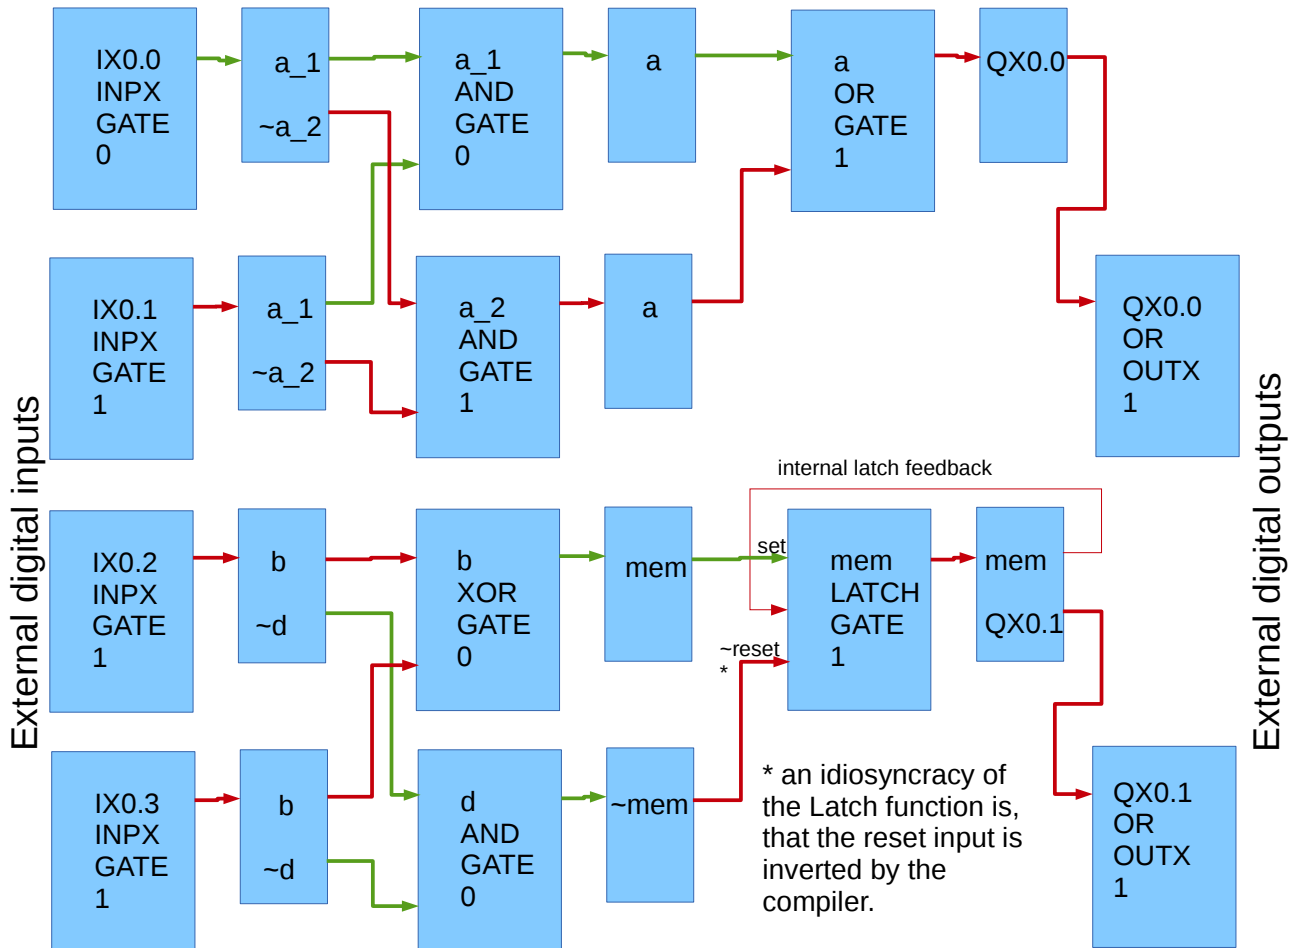 IX0.0
INPX
GATE
0
a_1
~a_2
a_1
AND
GATE
0
a
a
OR
GATE
1
QX0.0
IX0.1
INPX
GATE
1
a_1
~a_2
a_2
AND
GATE
1
a
QX0.0
OR
OUTX
1
External digital inputs
External digital outputs
internal latch feedback
IX0.2
INPX
GATE
1
b
~d
b
XOR
GATE
0
mem
set
~reset
*
mem
LATCH
GATE
1
mem
QX0.1
IX0.3
INPX
GATE
1
b
~d
d
AND
GATE
0
~mem
* an idiosyncracy of
the Latch function is,
that the reset input is
inverted by the
compiler.
QX0.1
OR
OUTX
1